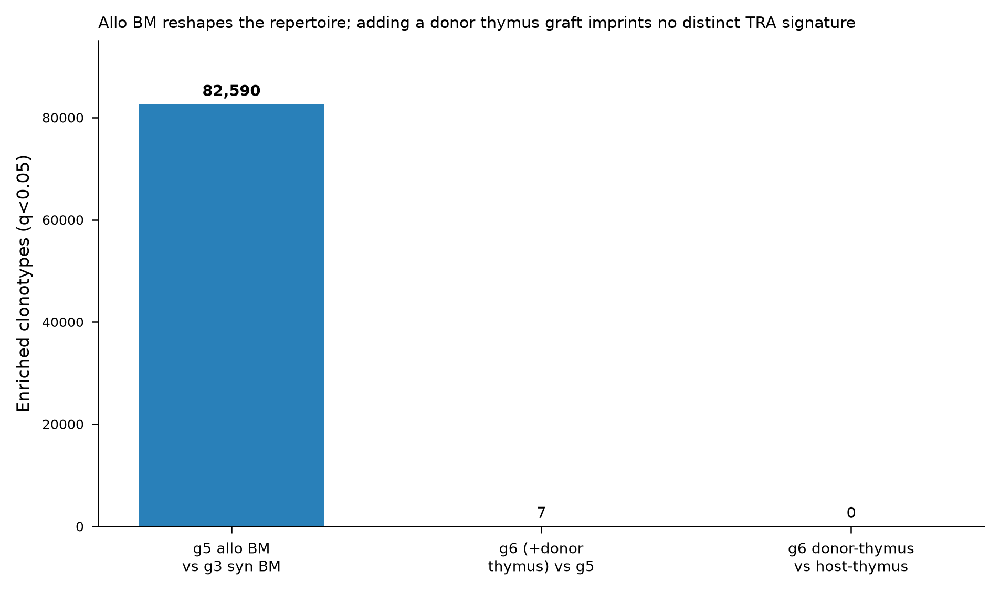 Allo BM reshapes the repertoire; adding a donor thymus graft imprints no distinct TRA signature
Enriched clonotypes (q<0.05)
80000
60000
40000
20000
0
82,590
7
0
g5 allo BM
vs g3 syn BM
g6 (+donor
thymus) vs g5
g6 donor-thymus
vs host-thymus